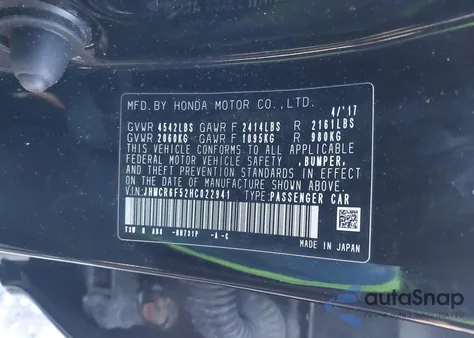 MFD.BY HONDA MOTOR CO.,LTD. 4/'17
GVWR 4542LBS GAWR F 2414LBS R 2161LBS
GVWR 2060KG GAWR F 1095KG R 980KG
THIS VEHICLE CONFORMS TO ALL APPLICABLE
FEDERAL MOTOR VEHICLE SAFETY ,BUMPER,
AND THEFT PREVENTION STANDARDS IN EFFECT
ON THE DATE OF MANUFACTURE SHOWN ABOVE.
V.I.N:JHMCR6F52HC022941 TYPE:PASSENGER CAR
-A -C
MADE IN JAPAN
autoSnap